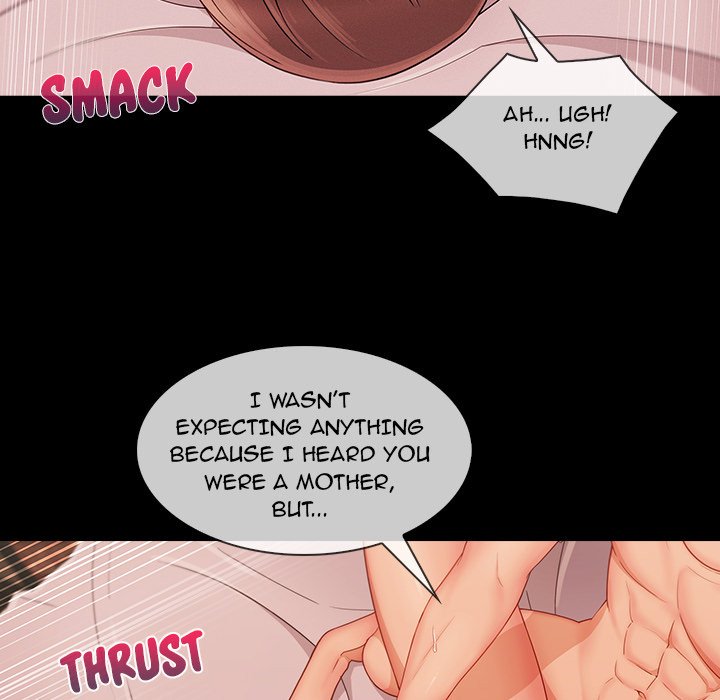 SMACK
AH... UGH!
HNNG!
I WASN'T
EXPECTING ANYTHING
BECAUSE I HEARD YOU
WERE A MOTHER,
BUT...
THRUST